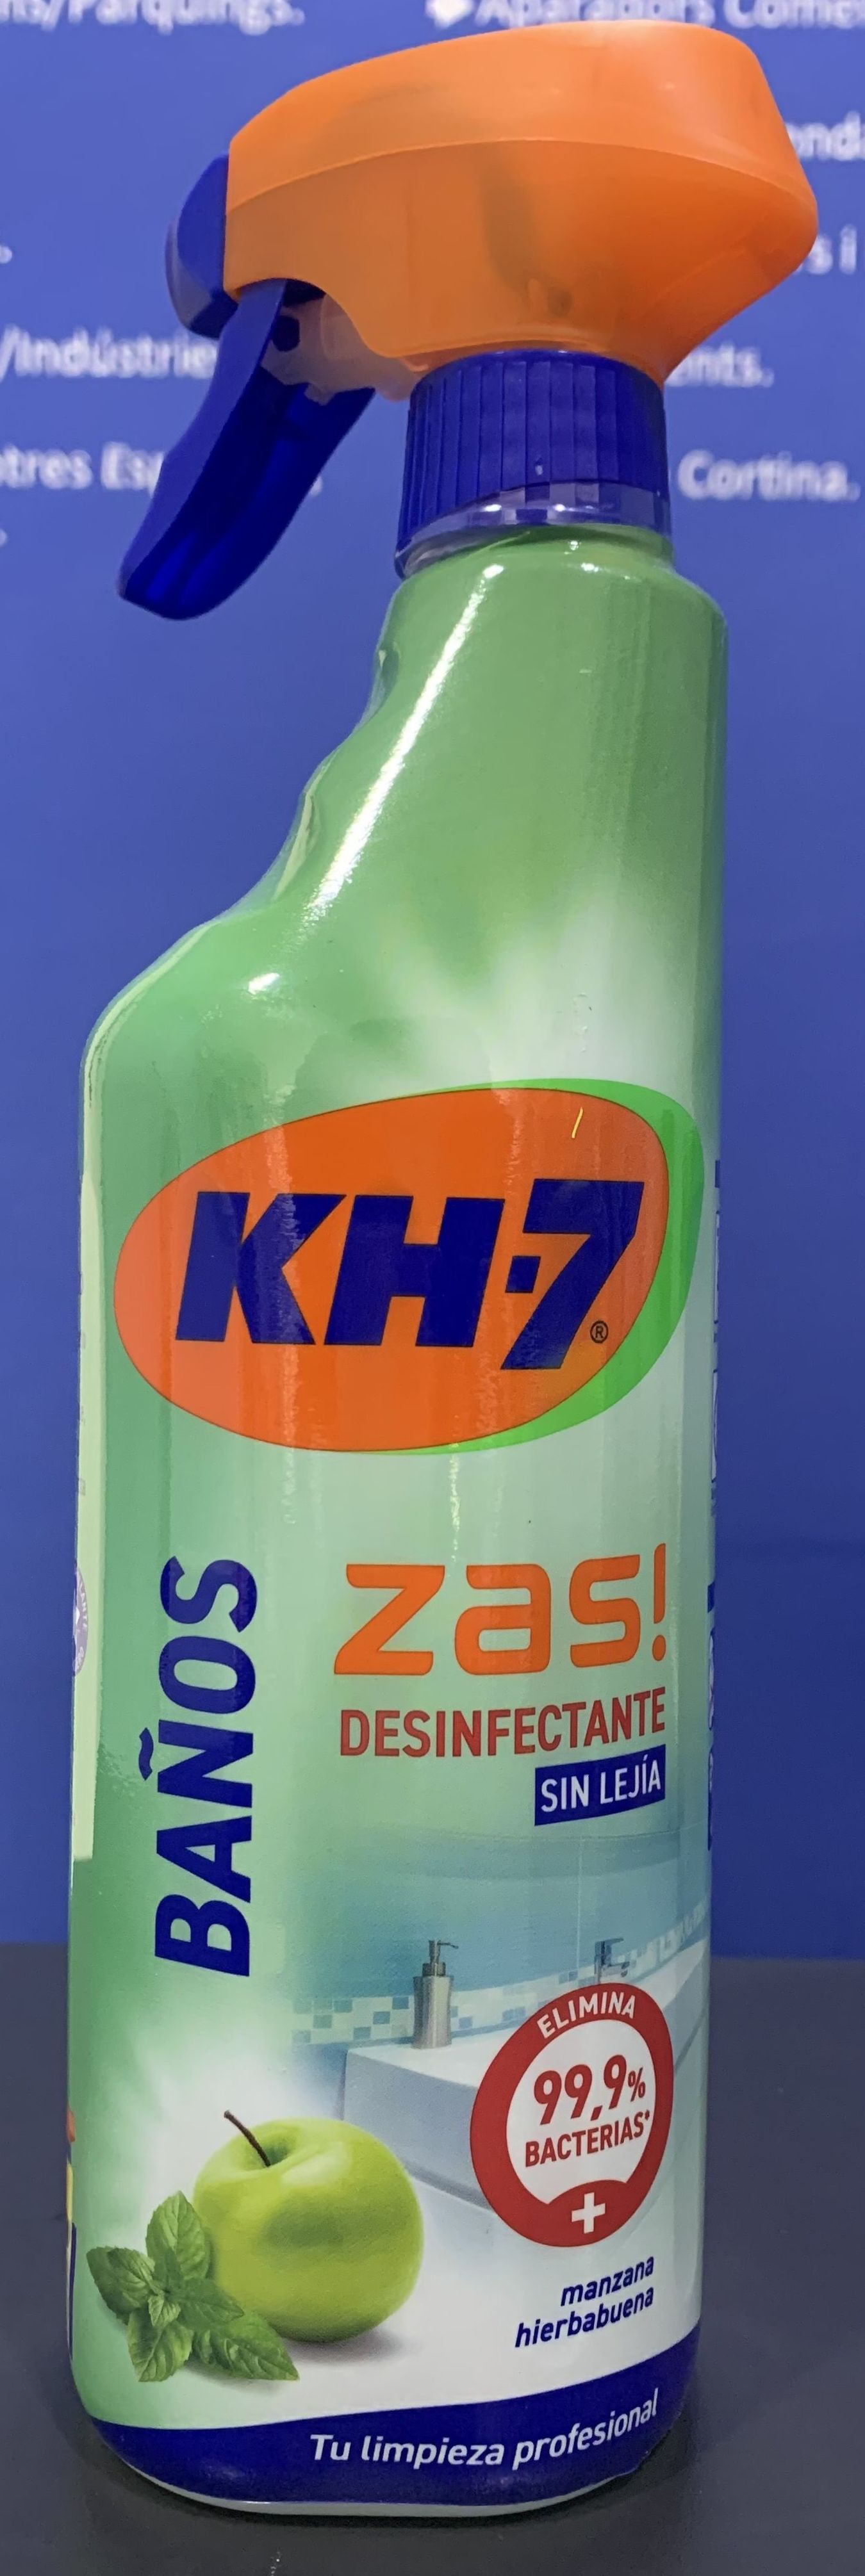 KH-7®
BAÑOS
zas!
DESINFECTANTE
SIN LEJÍA
ELIMINA
99,9%
BACTERIAS*
manzana
hierbabuena
Tu limpieza profesional
Cortina.